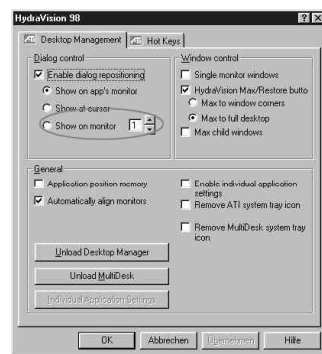 HydraVision 98
Desktop Management
Hot Keys
Dialog control
Enable dialog repositioning
Show on app's monitor
Show at cursor
Show on monitor 1
Window control
Single monitor windows
HydraVision Max/Restore butto
Max to window corners
Max to full desktop
Max child windows
General
Application position memory
Automatically align monitors
Enable individual application
settings
Remove ATI system tray icon
Remove MultiDesk system tray
icon
Unload Desktop Manager
Unload MultiDesk
Individual Application Settings
OK
Abbrechen
Übernehmen
Hilfe